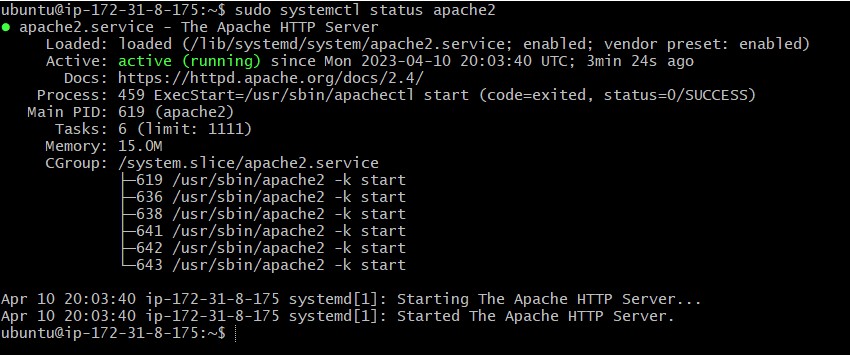 ubuntu@ip-172-31-8-175:~$ sudo systemctl status apache2
● apache2.service - The Apache HTTP Server
     Loaded: loaded (/lib/systemd/system/apache2.service; enabled; vendor preset: enabled)
     Active: active (running) since Mon 2023-04-10 20:03:40 UTC; 3min 24s ago
       Docs: https://httpd.apache.org/docs/2.4/
    Process: 459 ExecStart=/usr/sbin/apachectl start (code=exited, status=0/SUCCESS)
   Main PID: 619 (apache2)
      Tasks: 6 (limit: 1111)
     Memory: 15.0M
     CGroup: /system.slice/apache2.service
             ├─619 /usr/sbin/apache2 -k start
             ├─636 /usr/sbin/apache2 -k start
             ├─638 /usr/sbin/apache2 -k start
             ├─641 /usr/sbin/apache2 -k start
             ├─642 /usr/sbin/apache2 -k start
             └─643 /usr/sbin/apache2 -k start

Apr 10 20:03:40 ip-172-31-8-175 systemd[1]: Starting The Apache HTTP Server...
Apr 10 20:03:40 ip-172-31-8-175 systemd[1]: Started The Apache HTTP Server.
ubuntu@ip-172-31-8-175:~$